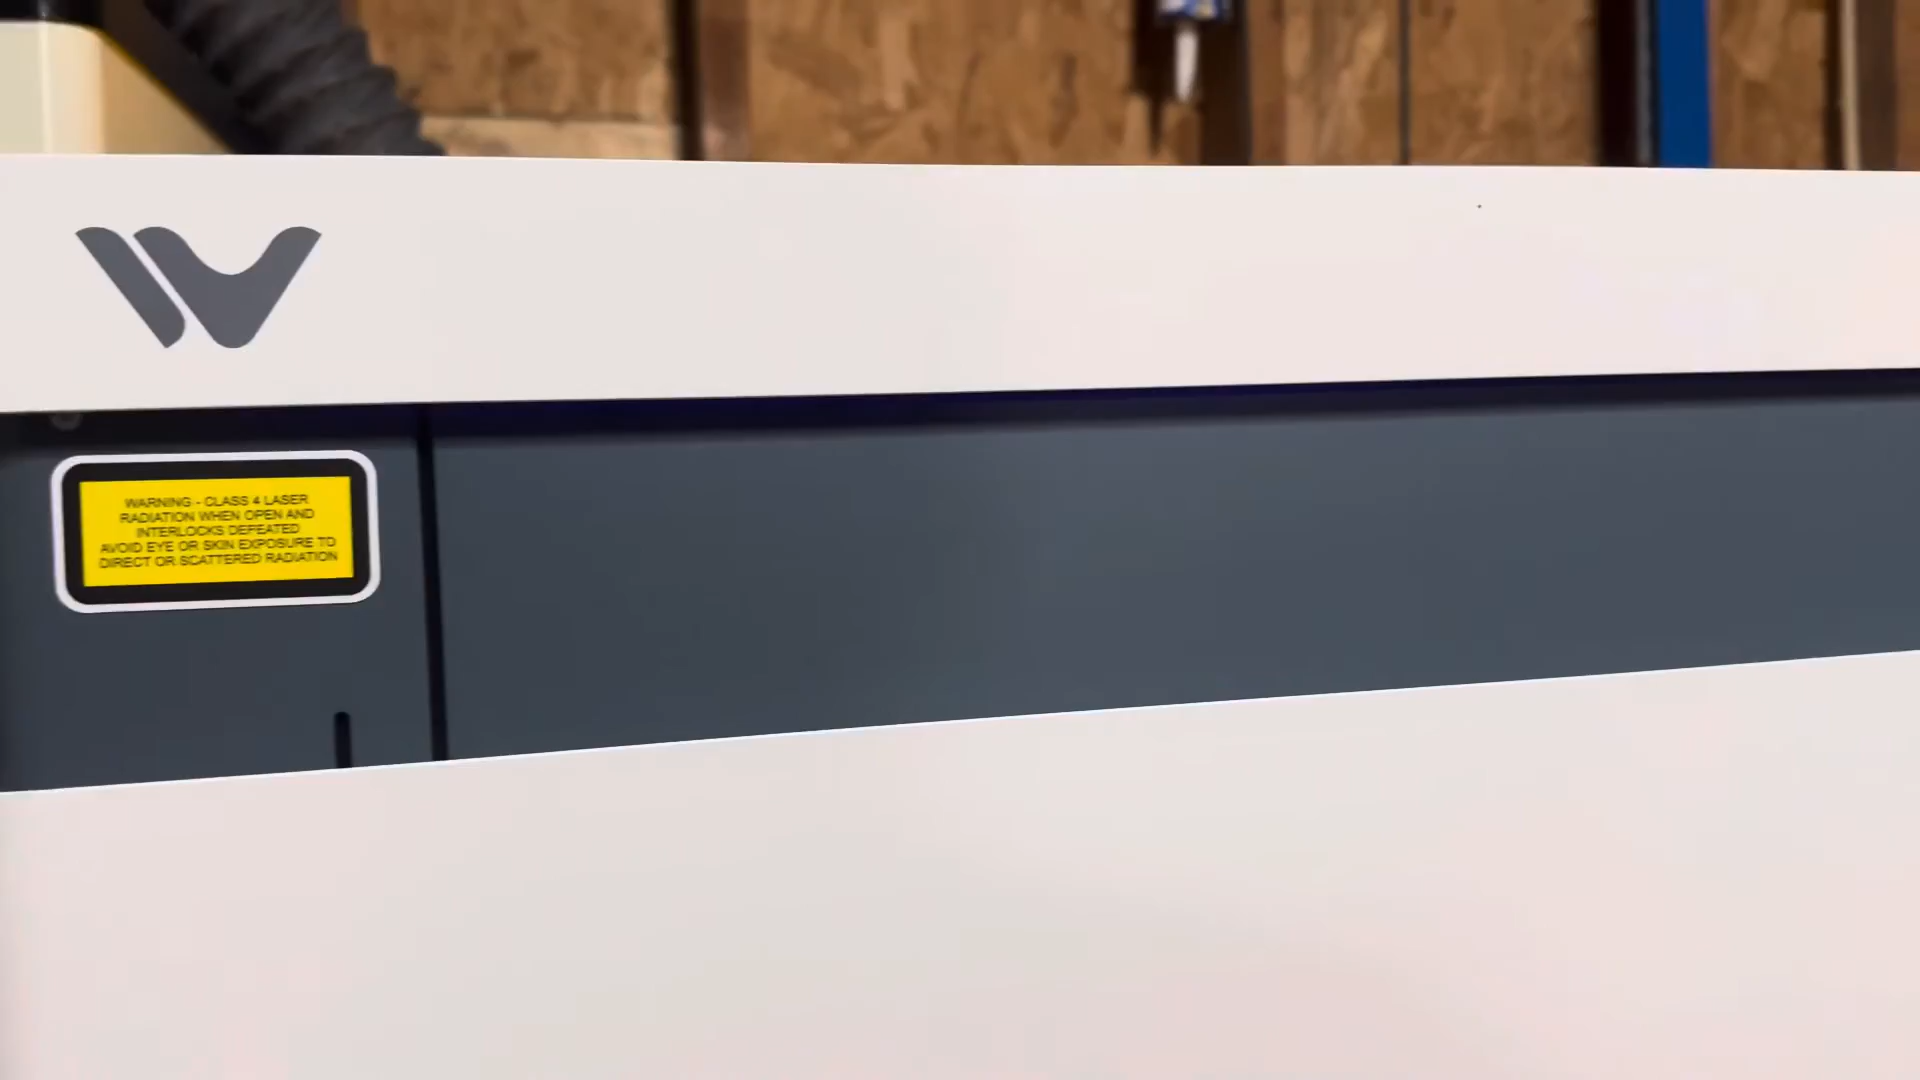 WARNING - CLASS 4 LASER
RADIATION WHEN OPEN AND
INTERLOCKS DEFEATED
AVOID EYE OR SKIN EXPOSURE TO
DIRECT OR SCATTERED RADIATION